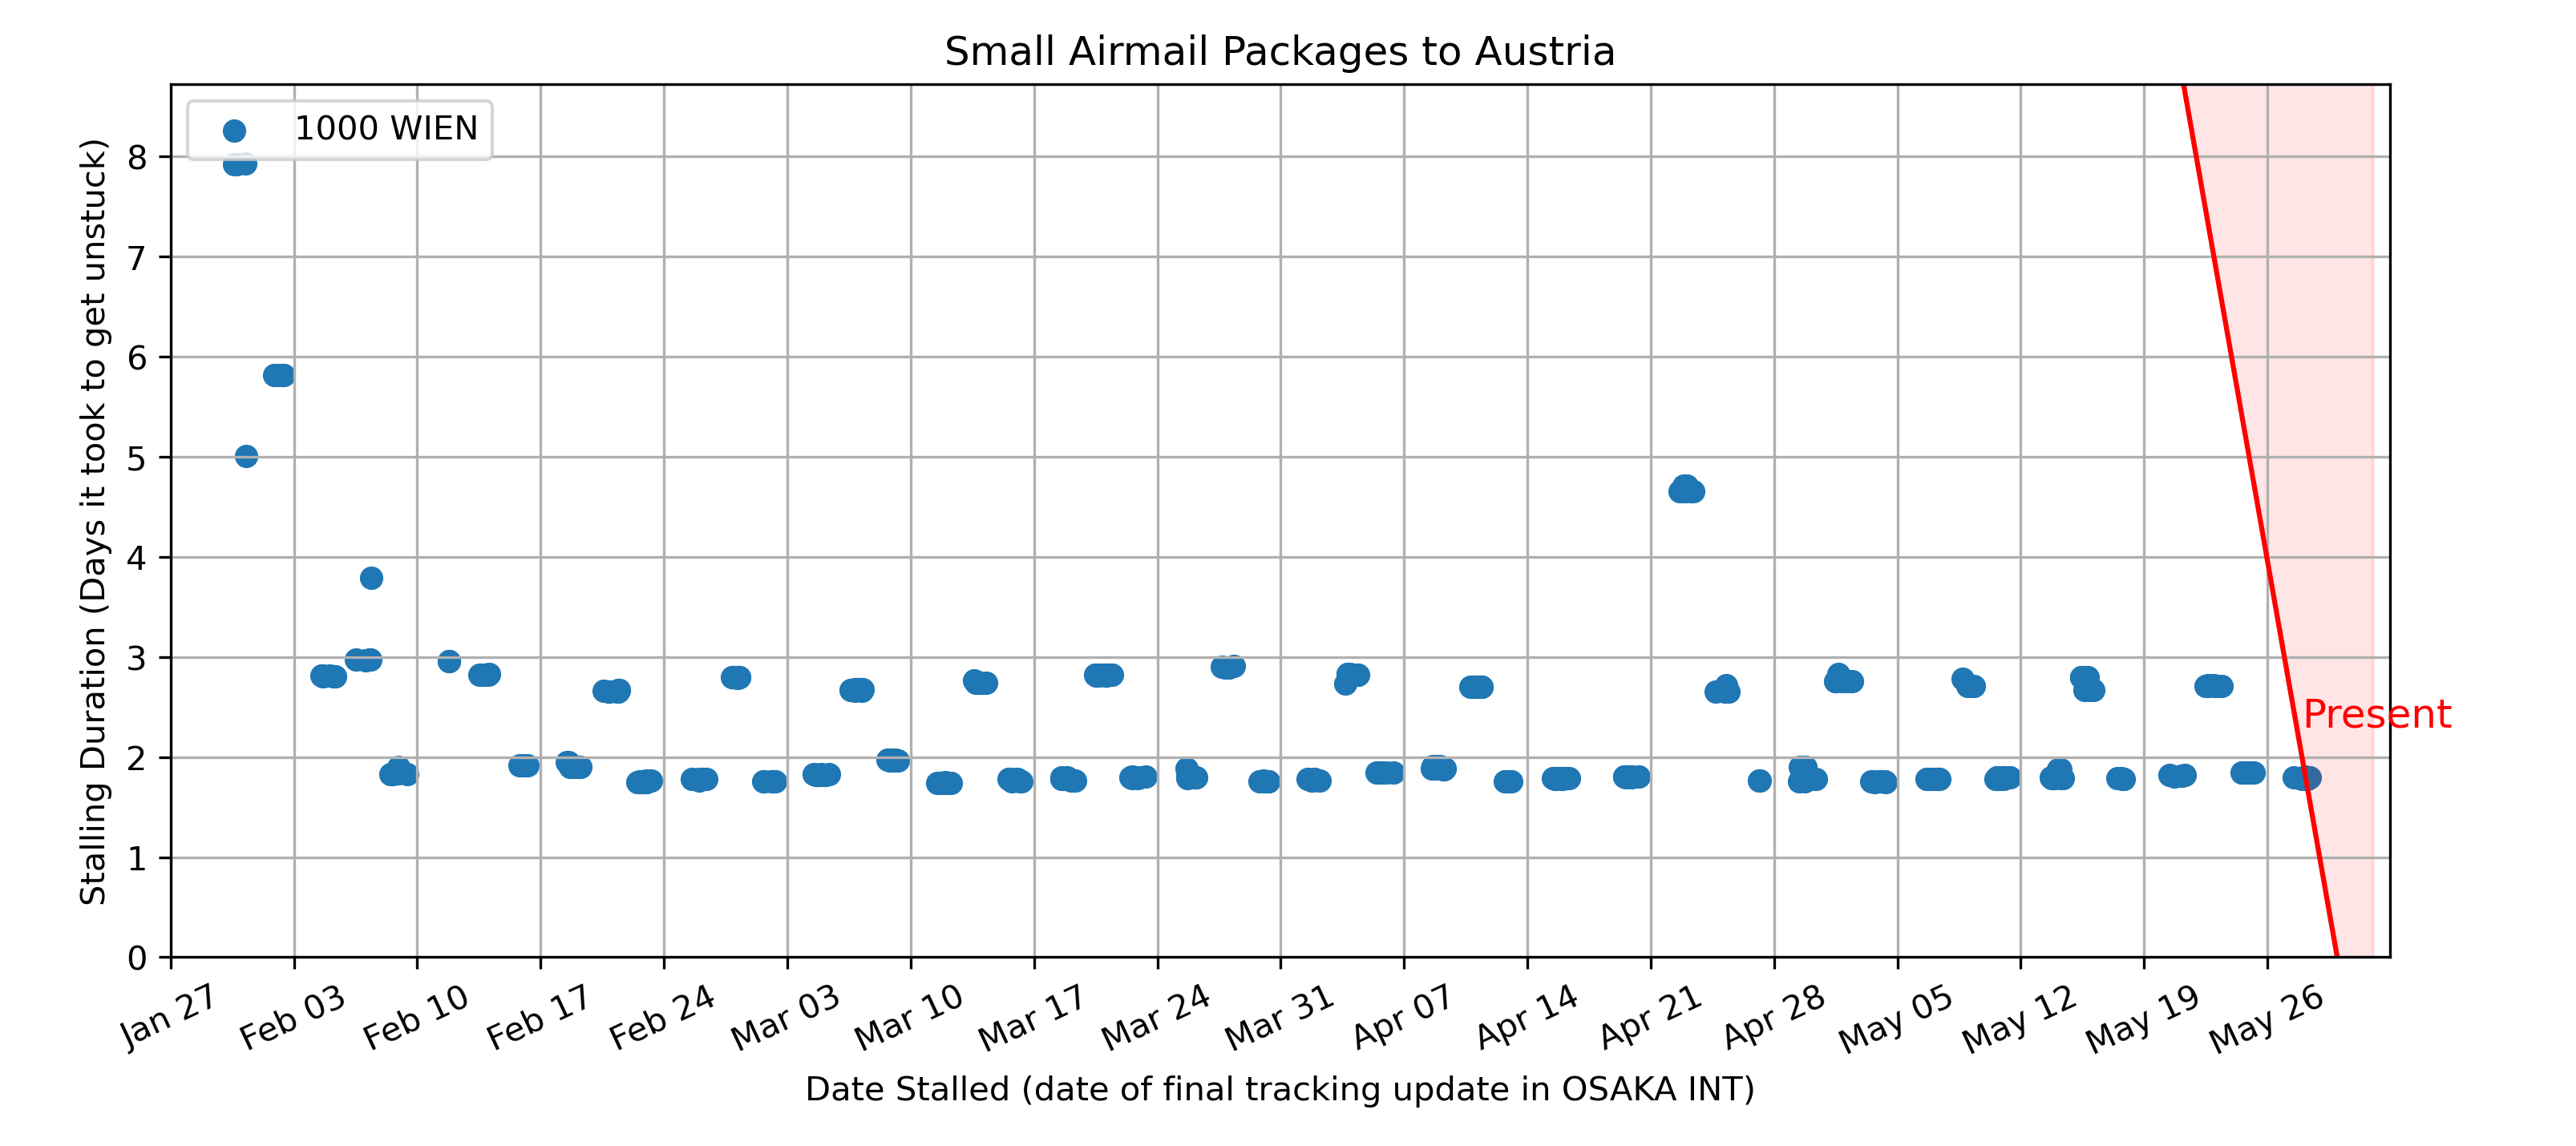 Small Airmail Packages to Austria
1000 WIEN
Stalling Duration (Days it took to get unstuck)
8
7
6
5
4
3
2
1
0
Present
Jan 27
Feb 03
Feb 10
Feb 17
Feb 24
Mar 03
Mar 10
Mar 17
Mar 24
Mar 31
Apr 07
Apr 14
Apr 21
Apr 28
May 05
May 12
May 19
May 26
Date Stalled (date of final tracking update in OSAKA INT)